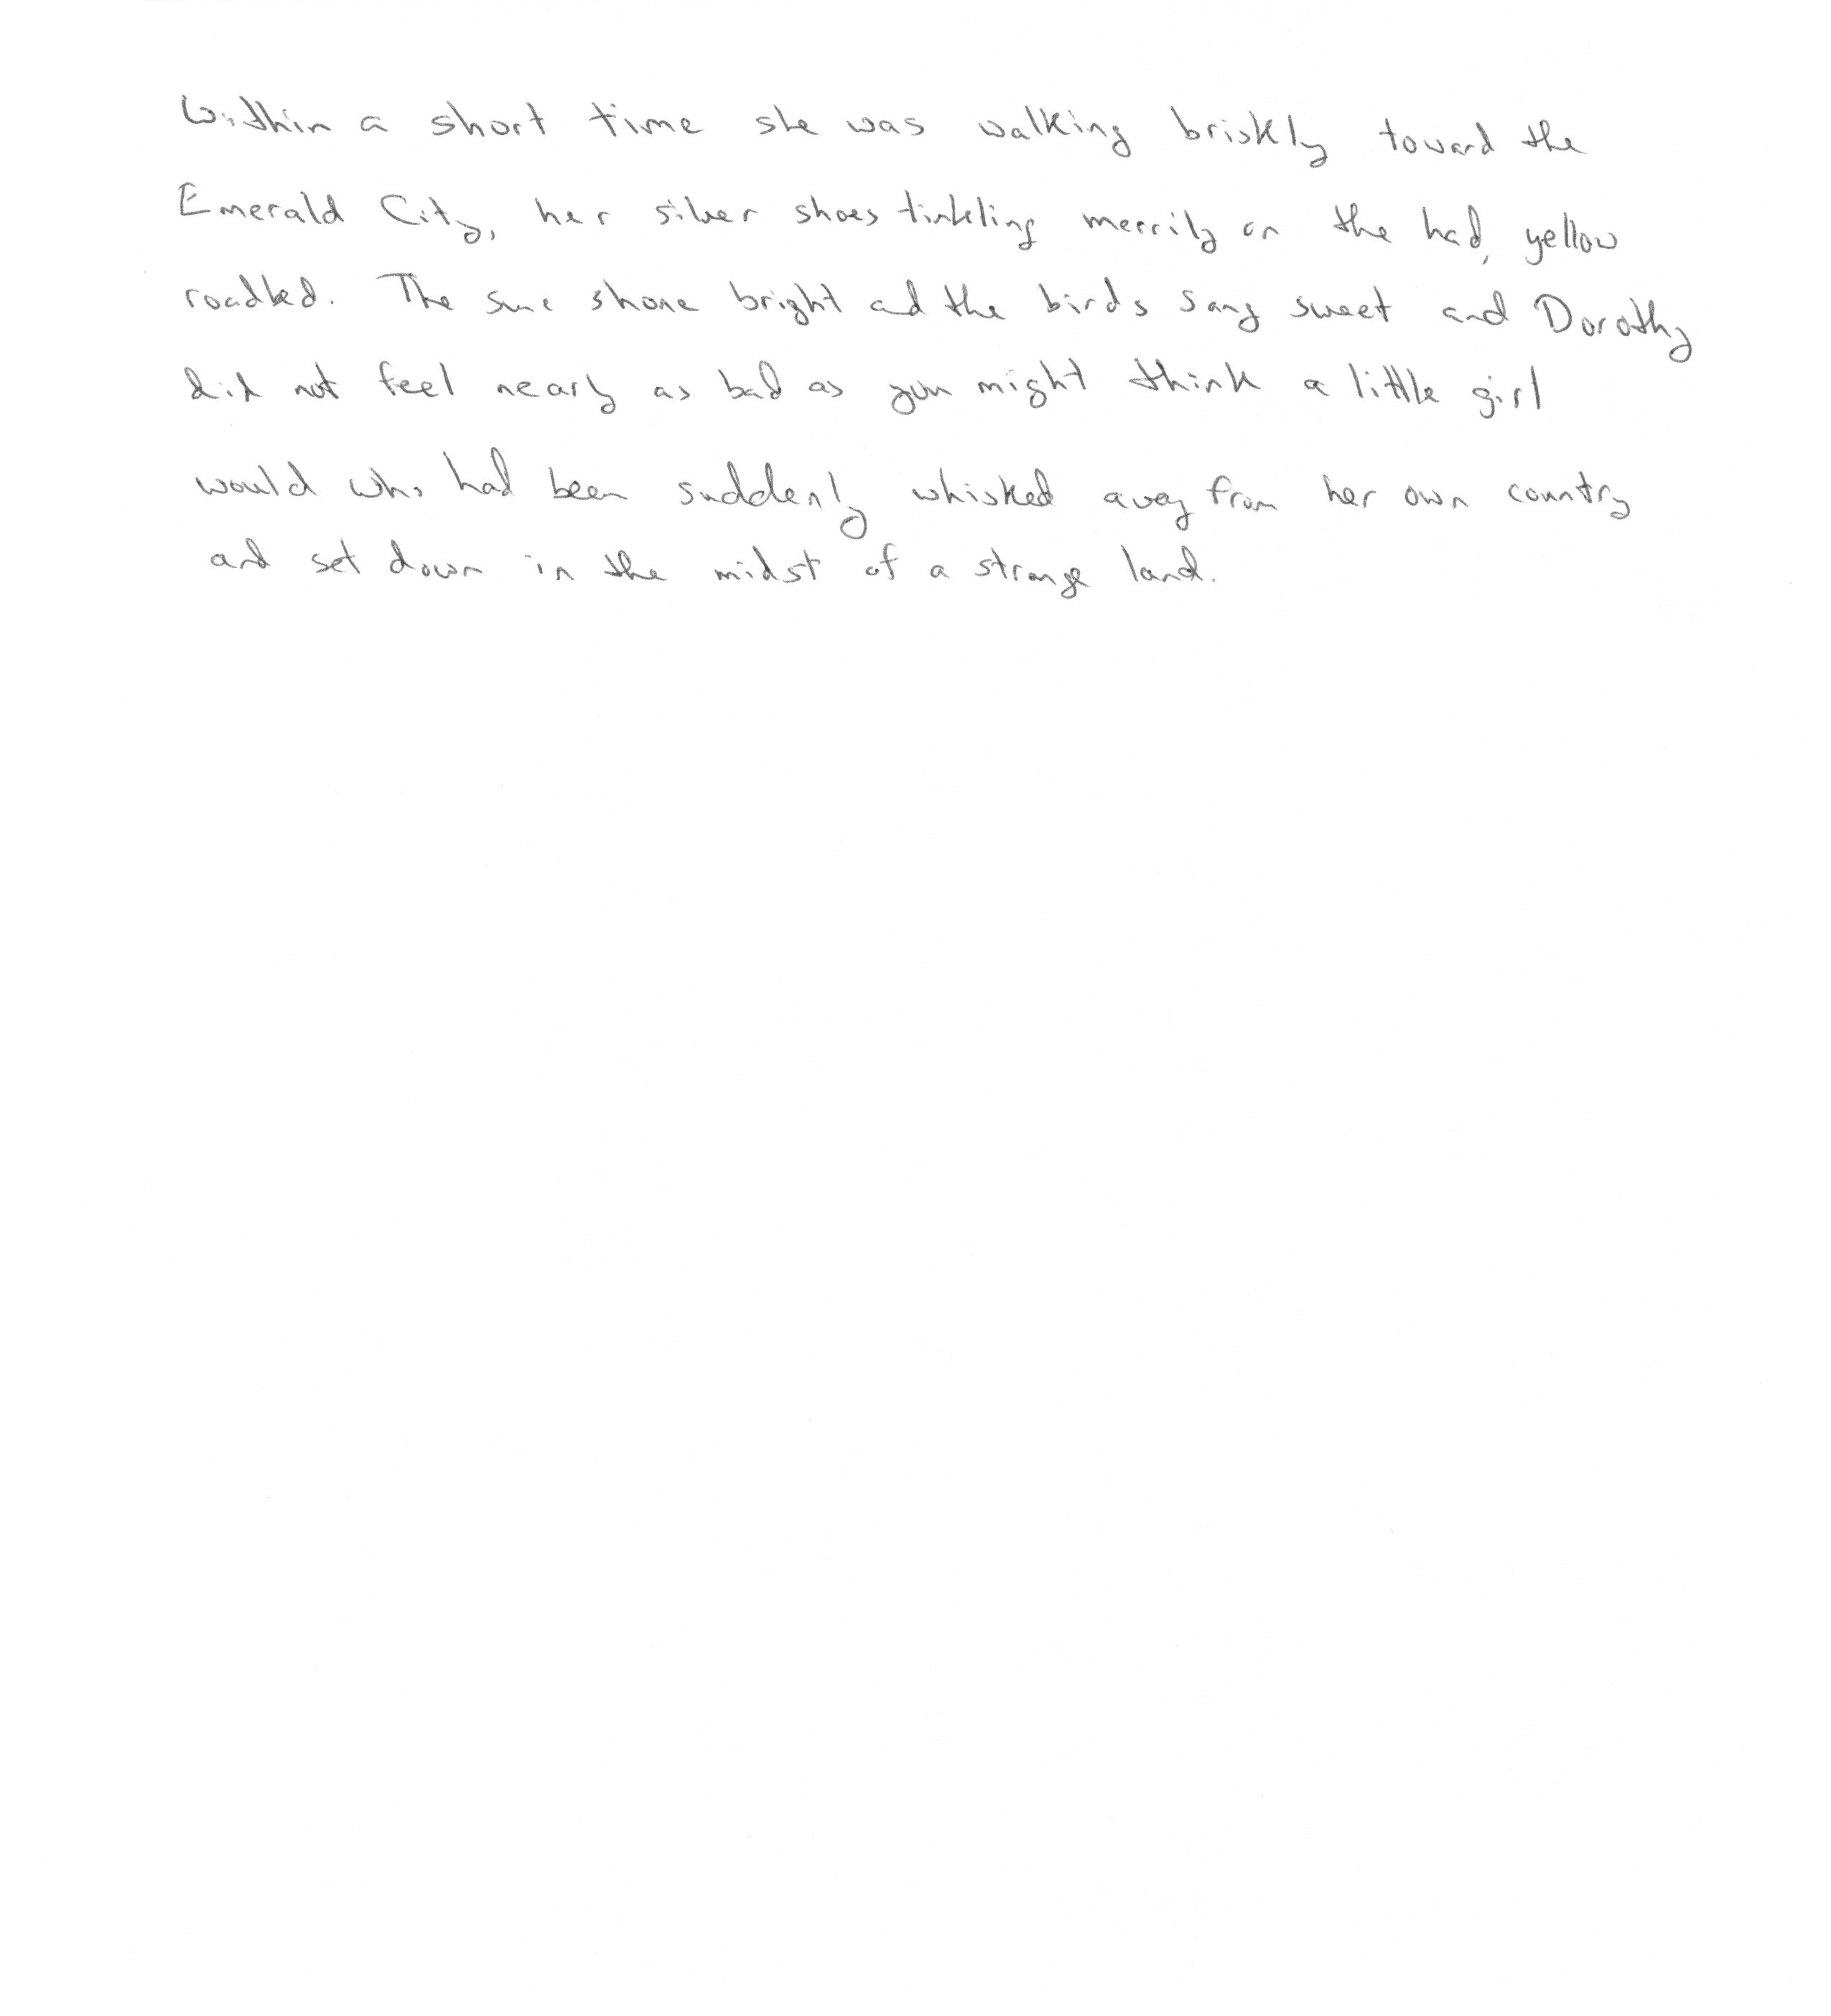 Within a short time she was walking briskly toward the
Emerald City, her silver shoes tinkling merrily on the had, yellow
roadbed. The sun shone bright ad the birds sang sweet and Dorothy
did not feel nearly as bad as you might think a little girl
would who had been suddenly whisked away from her own country
and set down in the midst of a strange land.